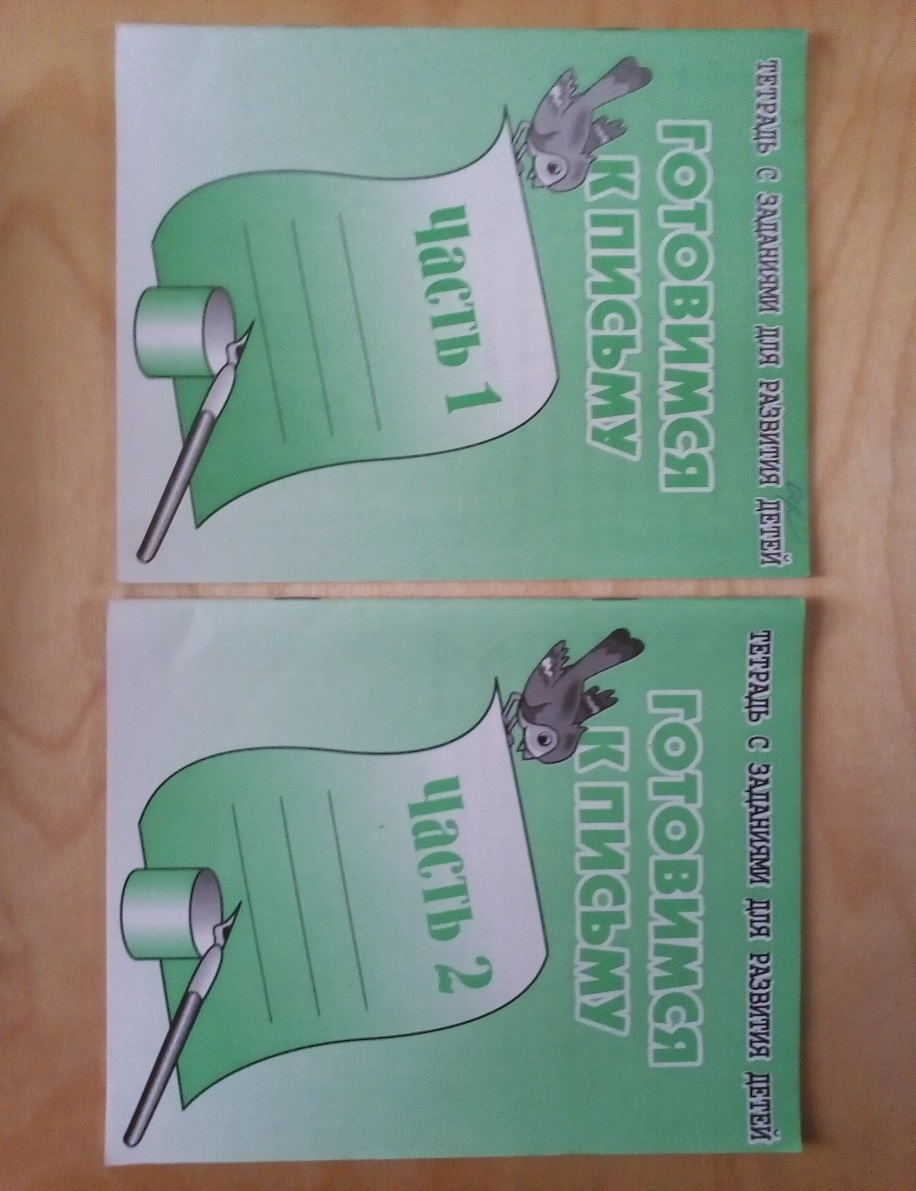 ТЕТРАДЬ С ЗАДАНИЯМИ ДЛЯ РАЗВИТИЯ ДЕТЕЙ
ГОТОВИМСЯ
К ПИСЬМУ
Часть 1
ТЕТРАДЬ С ЗАДАНИЯМИ ДЛЯ РАЗВИТИЯ ДЕТЕЙ
ГОТОВИМСЯ
К ПИСЬМУ
Часть 2